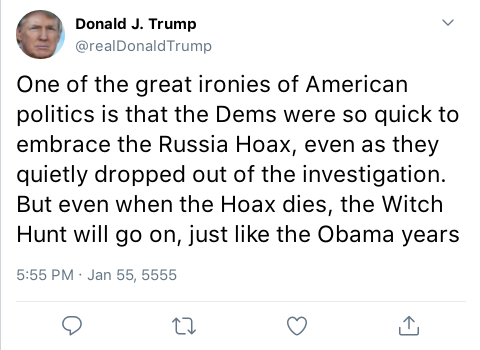 Donald J. Trump
@realDonaldTrump
One of the great ironies of American
politics is that the Dems were so quick to
embrace the Russia Hoax, even as they
quietly dropped out of the investigation.
But even when the Hoax dies, the Witch
Hunt will go on, just like the Obama years
5:55 PM · Jan 55, 5555